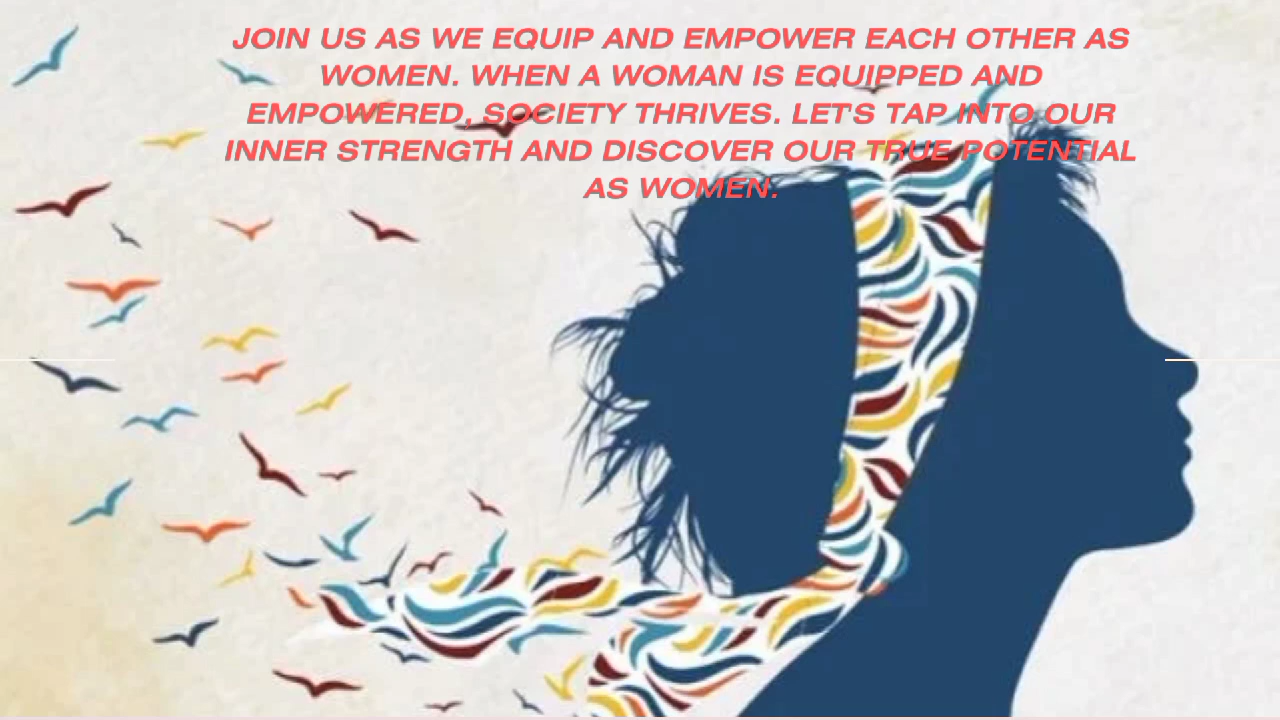 JOIN US AS WE EQUIP AND EMPOWER EACH OTHER AS
WOMEN. WHEN A WOMAN IS EQUIPPED AND
EMPOWERED, SOCIETY THRIVES. LET'S TAP INTO OUR
INNER STRENGTH AND DISCOVER OUR TRUE POTENTIAL
AS WOMEN.